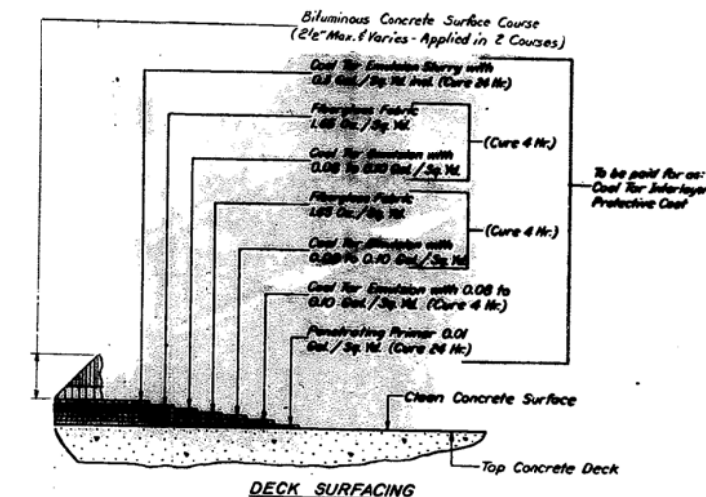 Bituminous Concrete Surface Course
(2½" Max. & Varies - Applied in 2 Courses)
Coal Tar Emulsion Slurry with
Gal./Sq. Yd. (Cure 24 Hr.)
Fiberglass Fabric
1.65 Oz./Sq. Yd.
(Cure 4 Hr.)
Coal Tar Emulsion with
0.08 To 0.10 Gal./Sq. Yd.
To be paid for as:
Coal Tar Interlayer
Protective Coat
Fiberglass Fabric
1.65 Oz./Sq. Yd.
(Cure 4 Hr.)
Coal Tar Emulsion with
0.08 To 0.10 Gal./Sq. Yd.
Coal Tar Emulsion with 0.08 to
0.10 Gal./Sq. Yd. (Cure 4 Hr.)
Penetrating Primer 0.01
Gal./Sq. Yd. (Cure 24 Hr.)
Clean Concrete Surface
Top Concrete Deck
DECK SURFACING